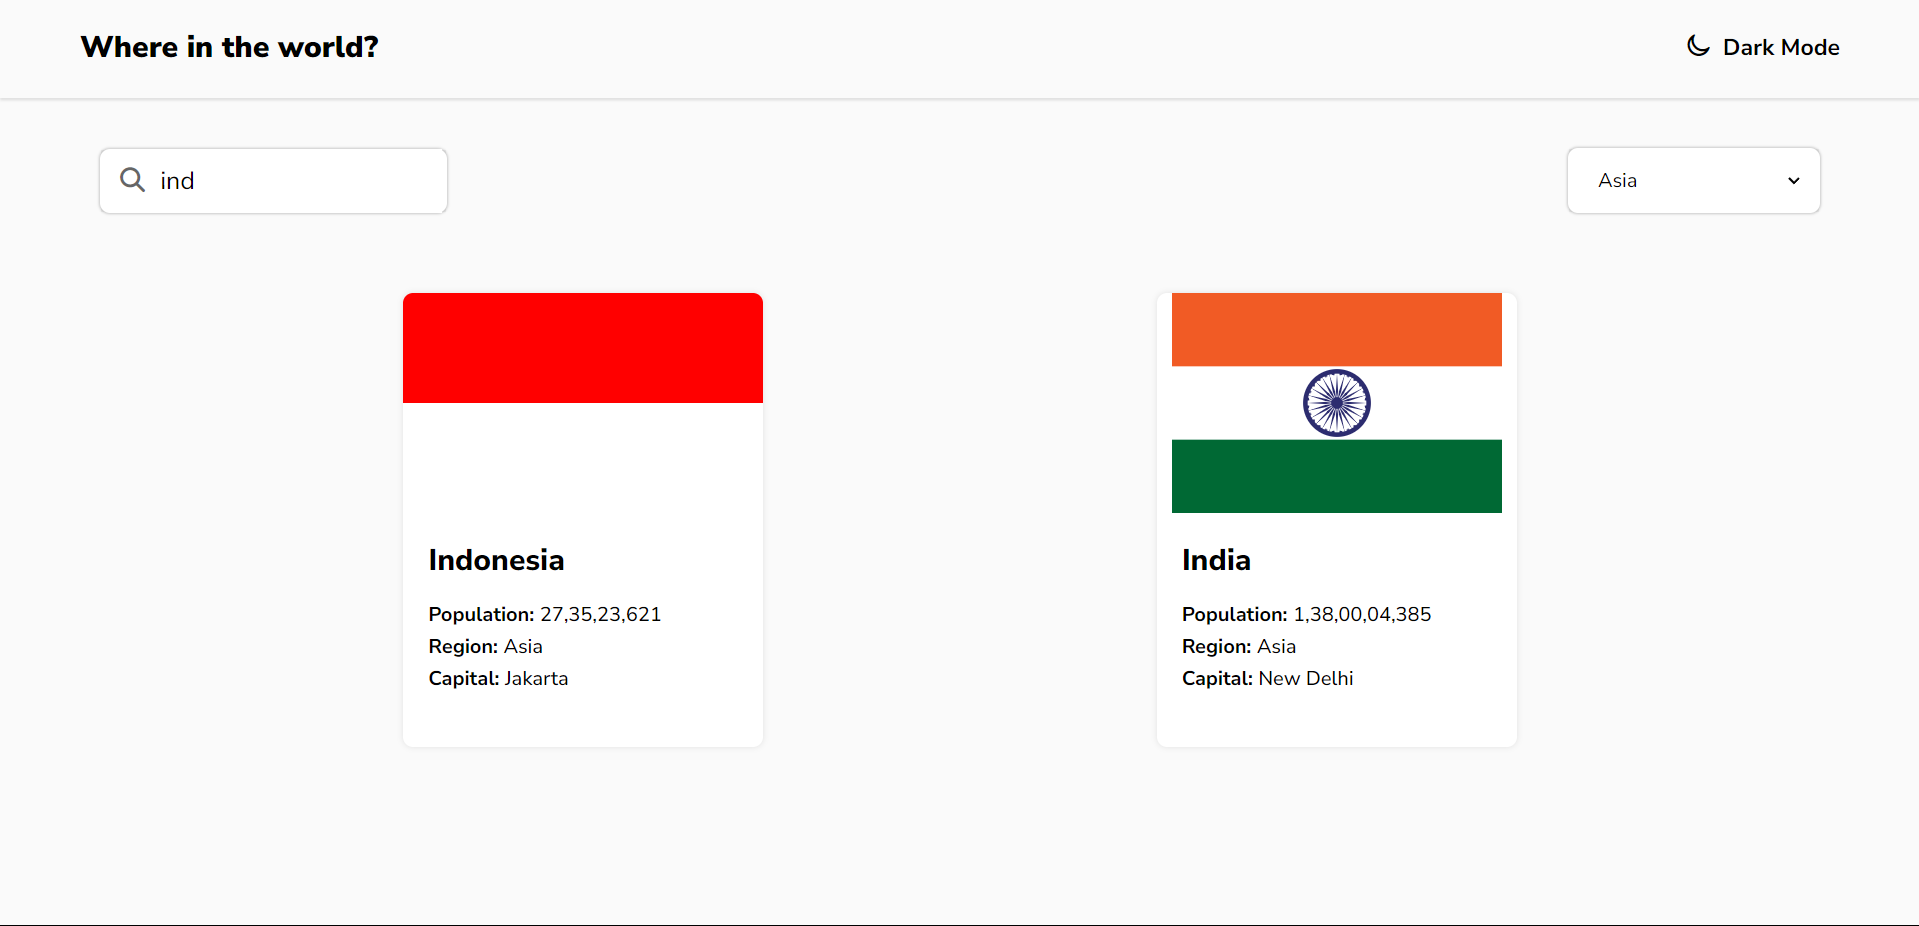 Where in the world?
Dark Mode
ind
Asia
Indonesia
Population: 27,35,23,621
Region: Asia
Capital: Jakarta
India
Population: 1,38,00,04,385
Region: Asia
Capital: New Delhi